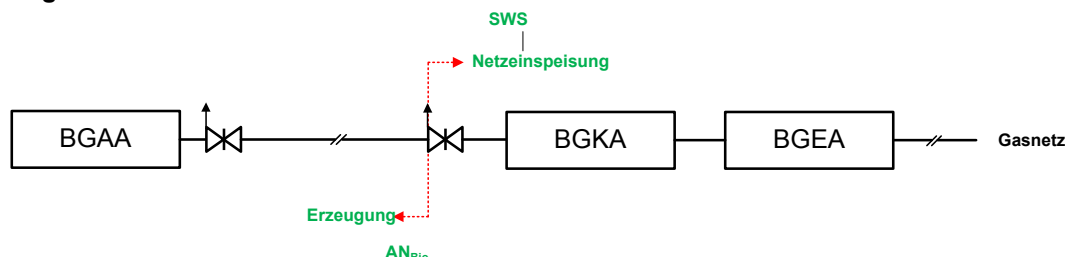 SWS
Netzeinspeisung
BGAA
BGKA
BGEA
Gasnetz
Erzeugung
AN